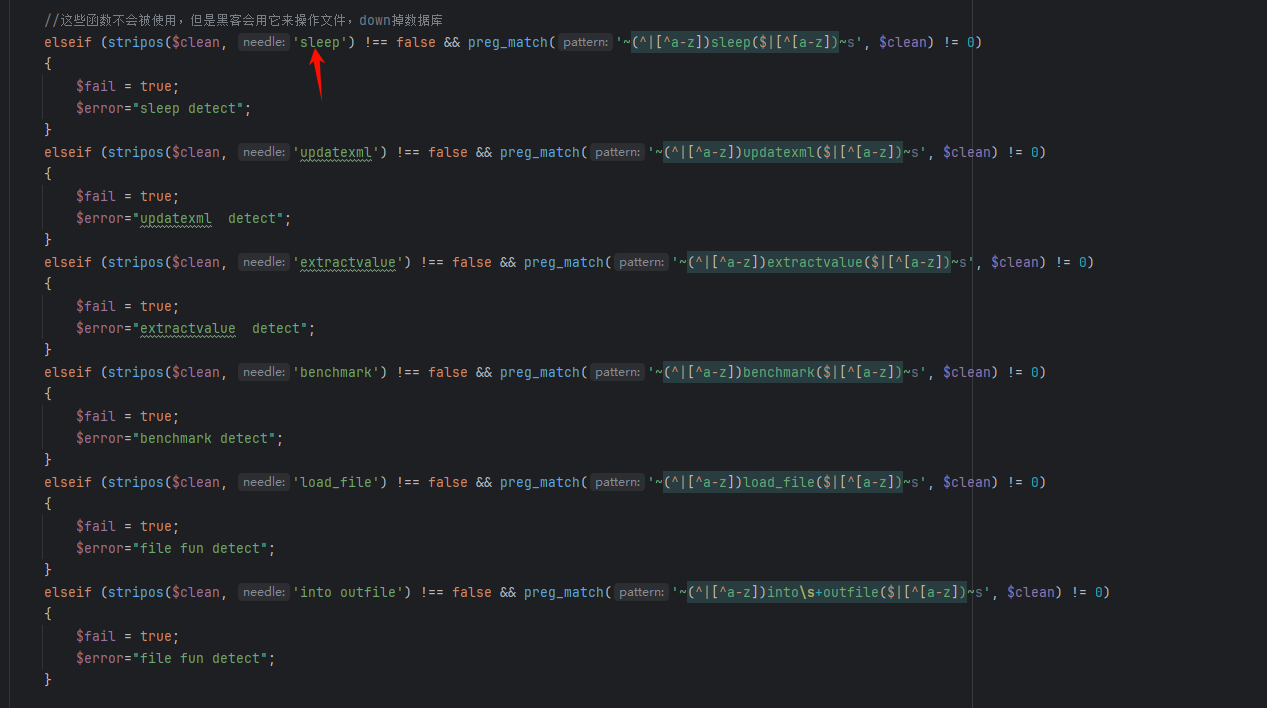 //这些函数不会被使用，但是黑客会用它来操作文件，down掉数据库
elseif (stripos($clean, needle: 'sleep') !== false && preg_match( pattern: '~(^|[^a-z])sleep($|[^[a-z])~s', $clean) != 0)
{
    $fail = true;
    $error="sleep detect";
}
elseif (stripos($clean, needle: 'updatexml') !== false && preg_match( pattern: '~(^|[^a-z])updatexml($|[^[a-z])~s', $clean) != 0)
{
    $fail = true;
    $error="updatexml  detect";
}
elseif (stripos($clean, needle: 'extractvalue') !== false && preg_match( pattern: '~(^|[^a-z])extractvalue($|[^[a-z])~s', $clean) != 0)
{
    $fail = true;
    $error="extractvalue  detect";
}
elseif (stripos($clean, needle: 'benchmark') !== false && preg_match( pattern: '~(^|[^a-z])benchmark($|[^[a-z])~s', $clean) != 0)
{
    $fail = true;
    $error="benchmark detect";
}
elseif (stripos($clean, needle: 'load_file') !== false && preg_match( pattern: '~(^|[^a-z])load_file($|[^[a-z])~s', $clean) != 0)
{
    $fail = true;
    $error="file fun detect";
}
elseif (stripos($clean, needle: 'into outfile') !== false && preg_match( pattern: '~(^|[^a-z])into\s+outfile($|[^[a-z])~s', $clean) != 0)
{
    $fail = true;
    $error="file fun detect";
}